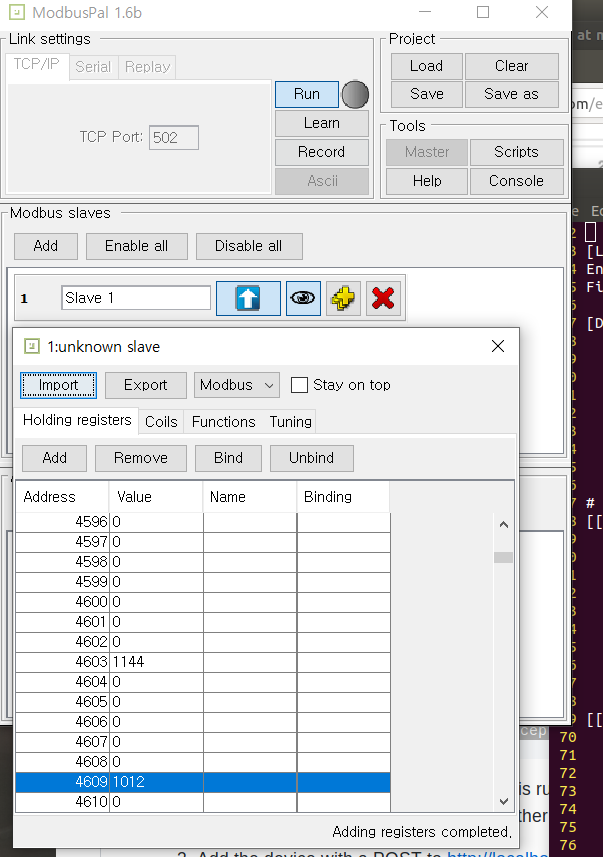 ModbusPal 1.6b
at m
Link settings
Project
TCP/IP Serial Replay
Load Clear
Run
Save Save as
om/e
TCP Port: 502
Learn
Tools
Record
Master Scripts
Ascii
Help Console
Modbus slaves
Add Enable all Disable all
[L
En
Fi
[D
1 Slave 1
1:unknown slave
Import Export Modbus Stay on top
Holding registers Coils Functions Tuning
Add Remove Bind Unbind
Address Value Name Binding
#
[[
4596 0
4597 0
4598 0
4599 0
4600 0
4601 0
4602 0
4603 1144
4604 0
4605 0
4606 0
[[
4607 0
70
4608 0
71
4609 1012
72
4610 0
73
74
Adding registers completed.
75
76
is ru
ther
2. Add the device with a POST to http://localhe